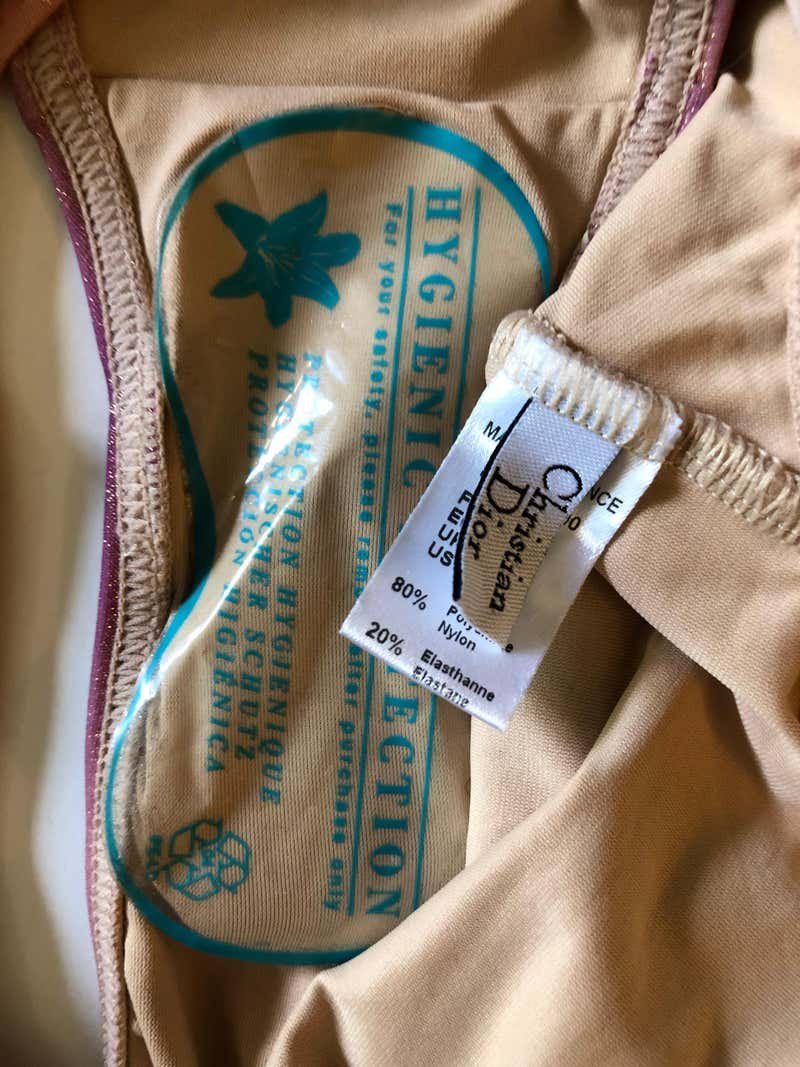 HYGIENIC
ECTION
For your safety, please
after purchase only
PROTECTION HYGIENIQUE
HYGIENISCHER SCHUTZ
PROTECCION HIGIENICA
Christian
Dior
NCE
US
80%
Nylon
20%
Elasthanne
Elastane